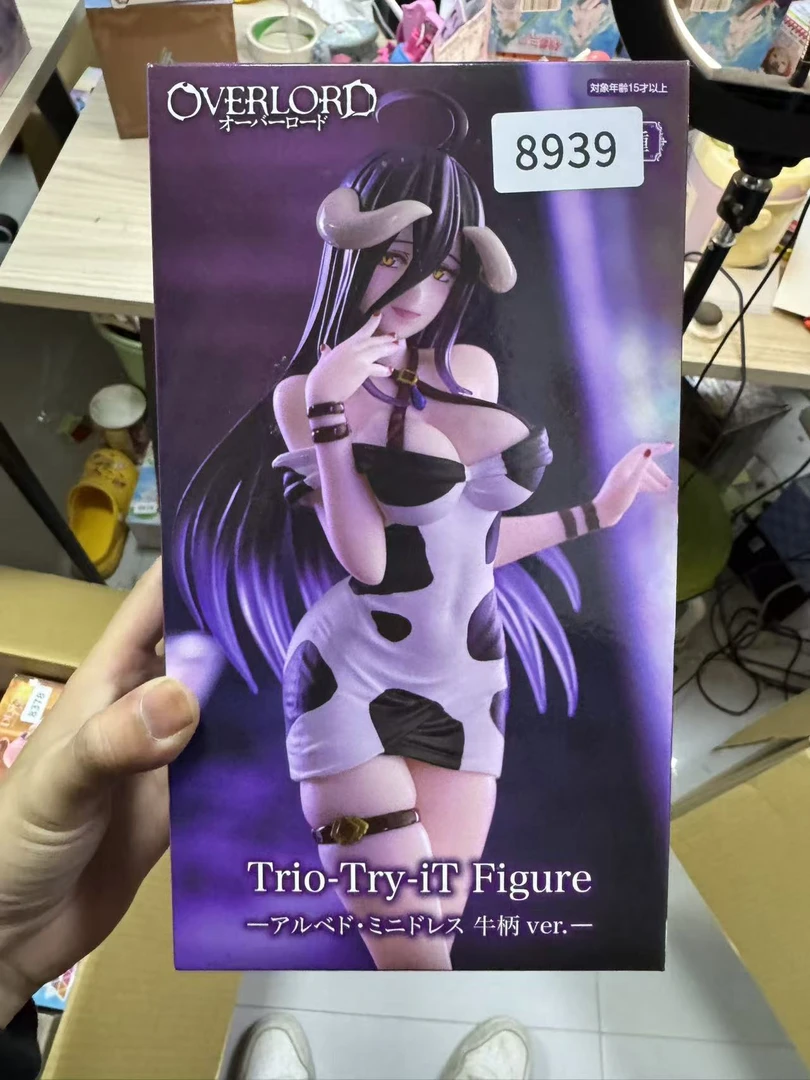 OVERLORD
オーバーロード
対象年齢15才以上
8939
Trio-Try-iT Figure
—アルベド・ミニドレス 牛柄 ver.—